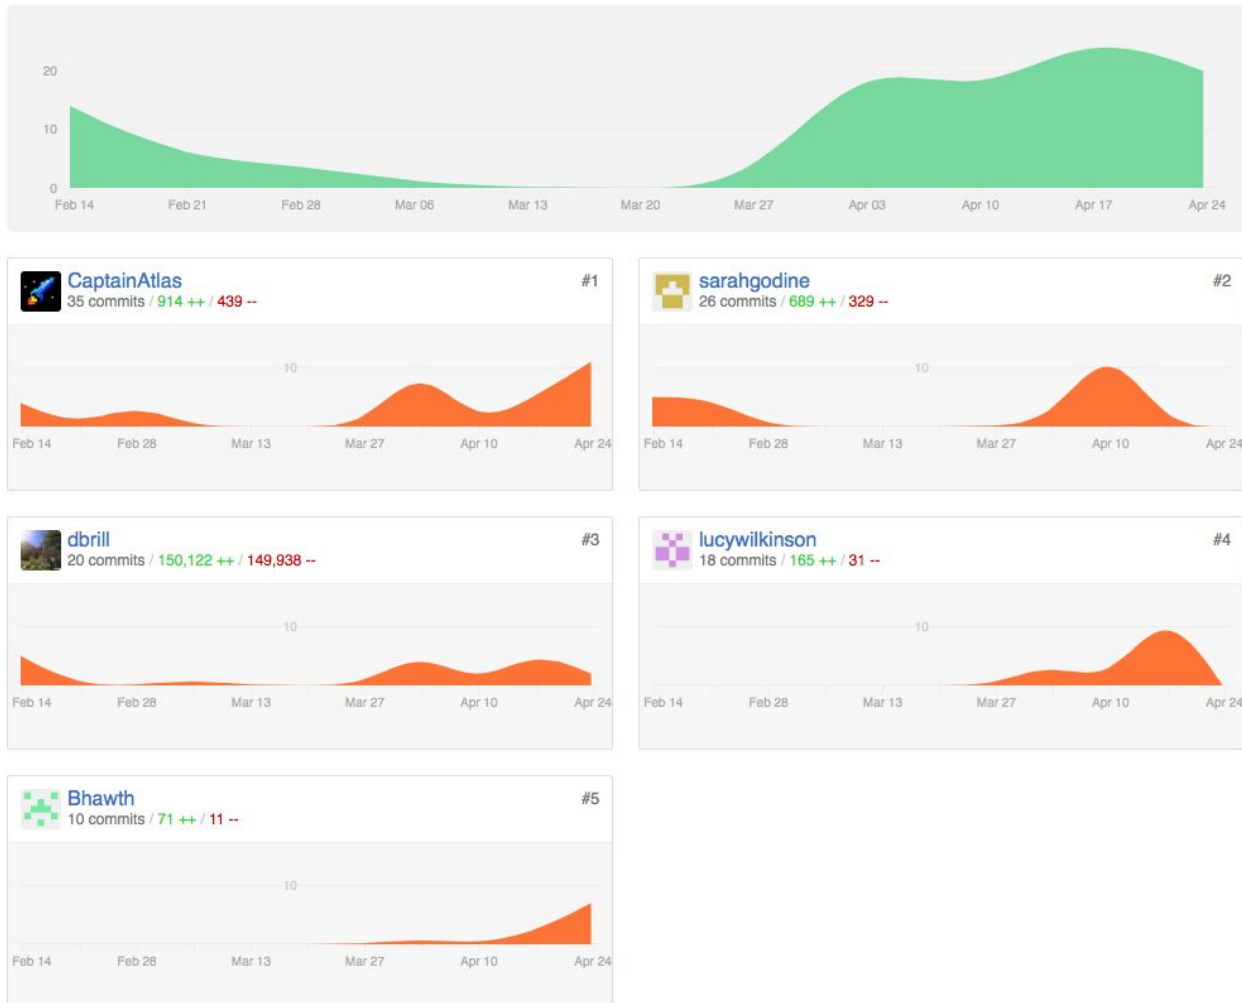 20
10
0
Feb 14 Feb 21 Feb 28 Mar 06 Mar 13 Mar 20 Mar 27 Apr 03 Apr 10 Apr 17 Apr 24
CaptainAtlas #1
35 commits / 914 ++ / 439 --
10
Feb 14 Feb 28 Mar 13 Mar 27 Apr 10 Apr 24
sarahgodine #2
26 commits / 689 ++ / 329 --
10
Feb 14 Feb 28 Mar 13 Mar 27 Apr 10 Apr 24
dbrill #3
20 commits / 150,122 ++ / 149,938 --
10
Feb 14 Feb 28 Mar 13 Mar 27 Apr 10 Apr 24
lucywilkinson #4
18 commits / 165 ++ / 31 --
10
Feb 14 Feb 28 Mar 13 Mar 27 Apr 10 Apr 24
Bhawth #5
10 commits / 71 ++ / 11 --
10
Feb 14 Feb 28 Mar 13 Mar 27 Apr 10 Apr 24